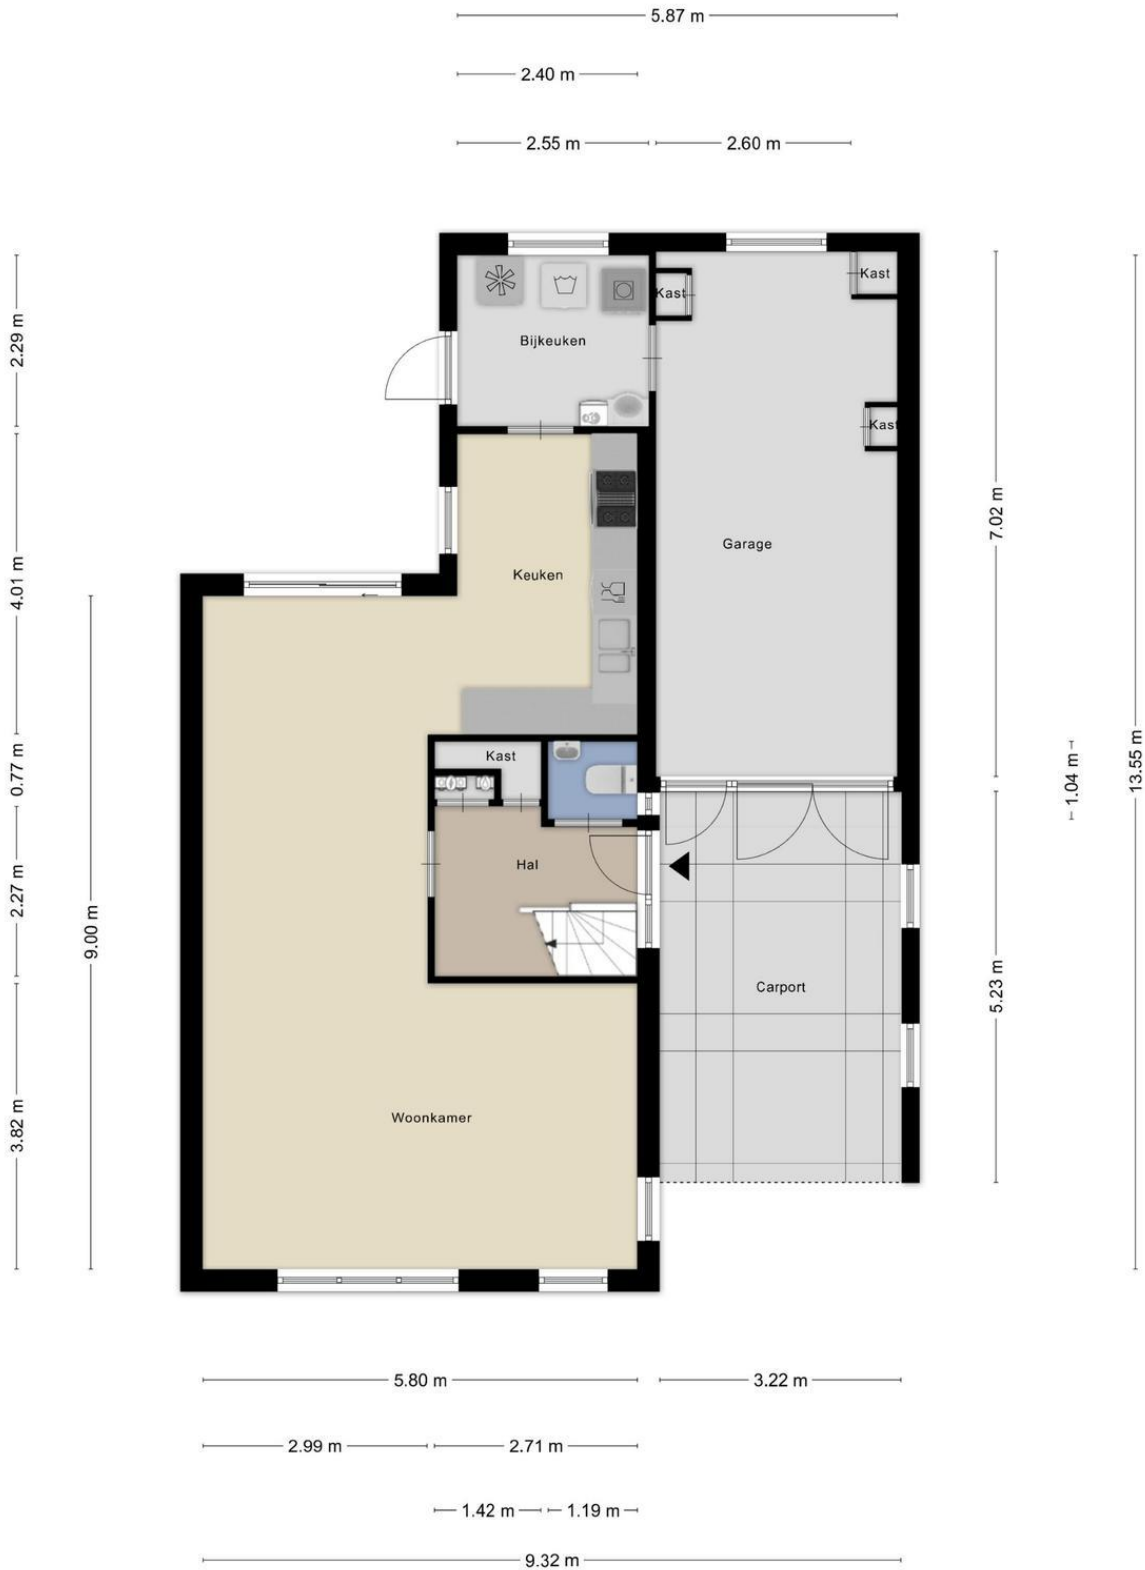 5.87 m
2.40 m
2.55 m
2.60 m
2.29 m
4.01 m
0.77 m
2.27 m
3.82 m
9.00 m
Kast
Kast
Bijkeuken
Kast
Garage
Keuken
Kast
Hal
Carport
Woonkamer
7.02 m
5.23 m
1.04 m
13.55 m
5.80 m
3.22 m
2.99 m
2.71 m
1.42 m
1.19 m
9.32 m